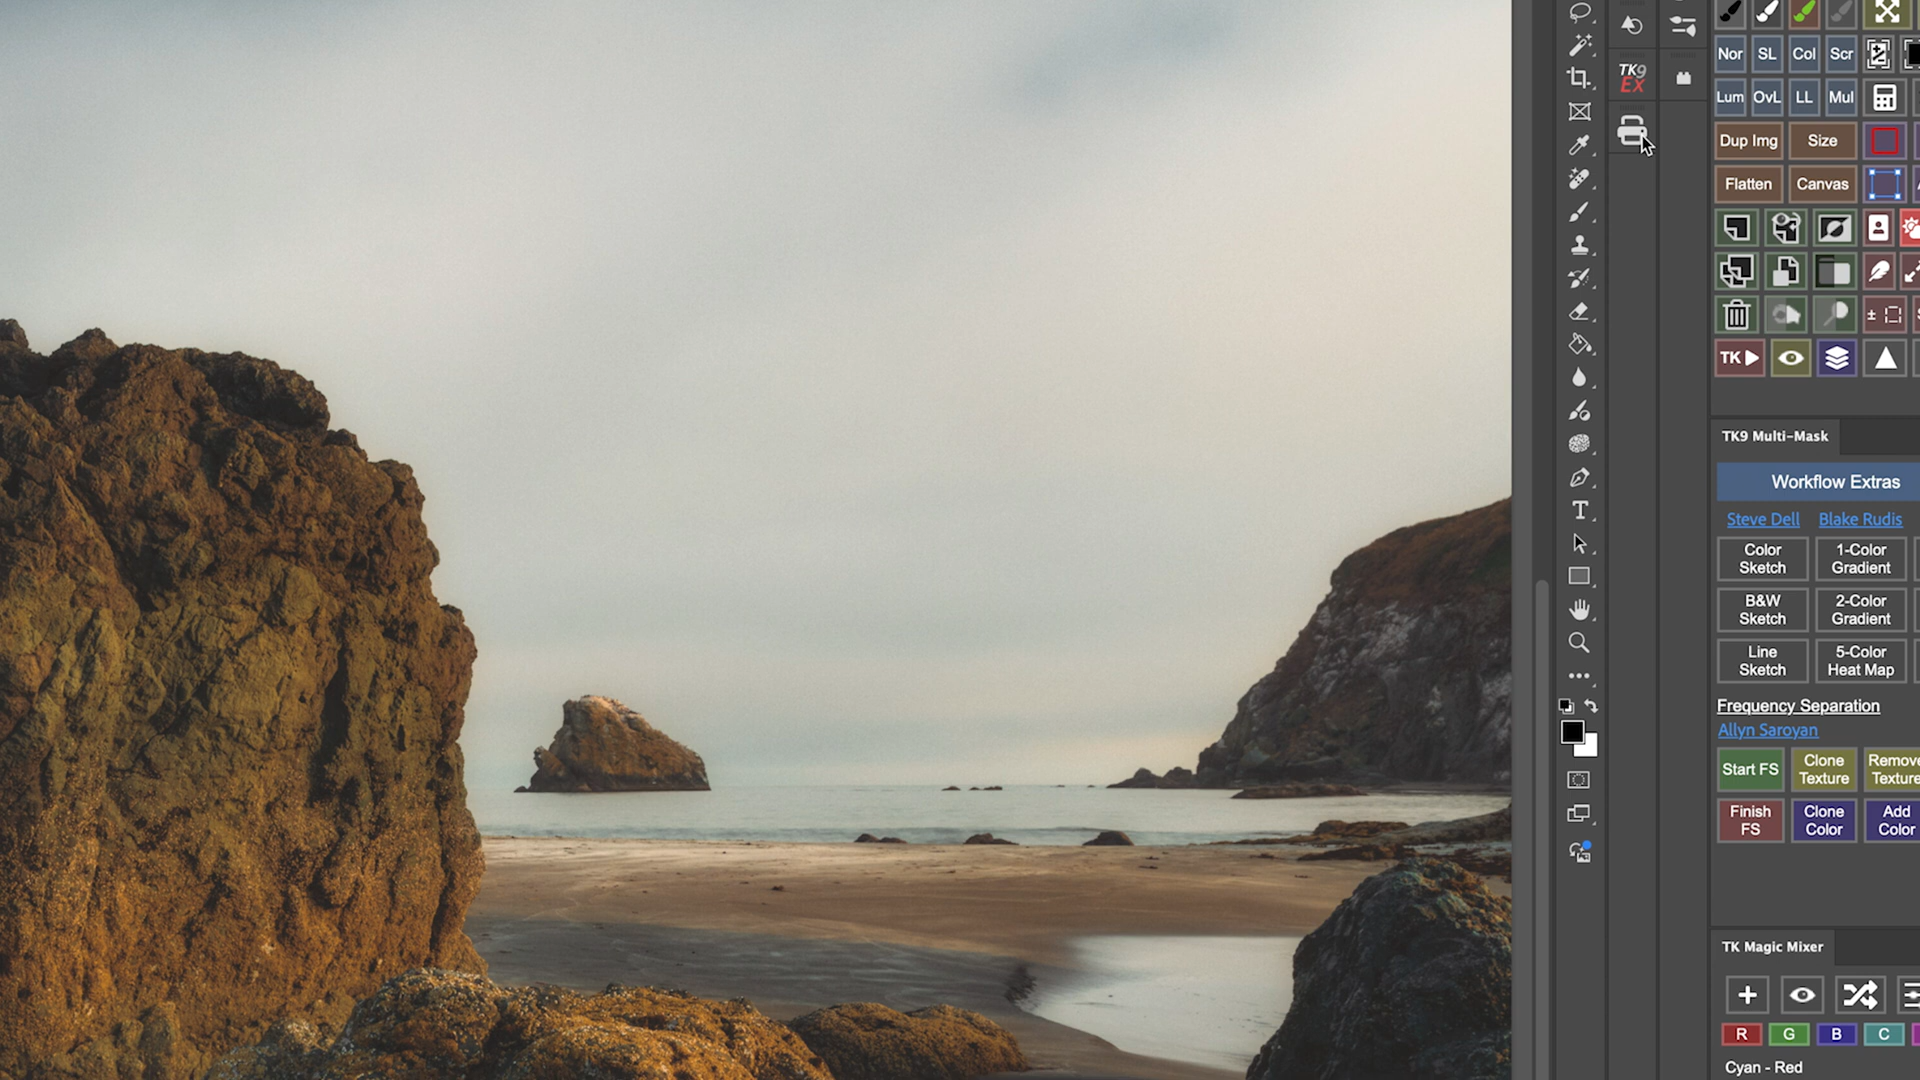 Nor SL Col Scr
TK9
EX
Lum OvL LL Mul
Dup Img Size
Flatten Canvas
TK
TK9 Multi-Mask
Workflow Extras
Steve Dell Blake Rudis
Color
Sketch
1-Color
Gradient
B&W
Sketch
2-Color
Gradient
Line
Sketch
5-Color
Heat Map
Frequency Separation
Allyn Saroyan
Start FS
Clone
Texture
Remove
Texture
Finish
FS
Clone
Color
Add
Color
TK Magic Mixer
R G B C
Cyan - Red